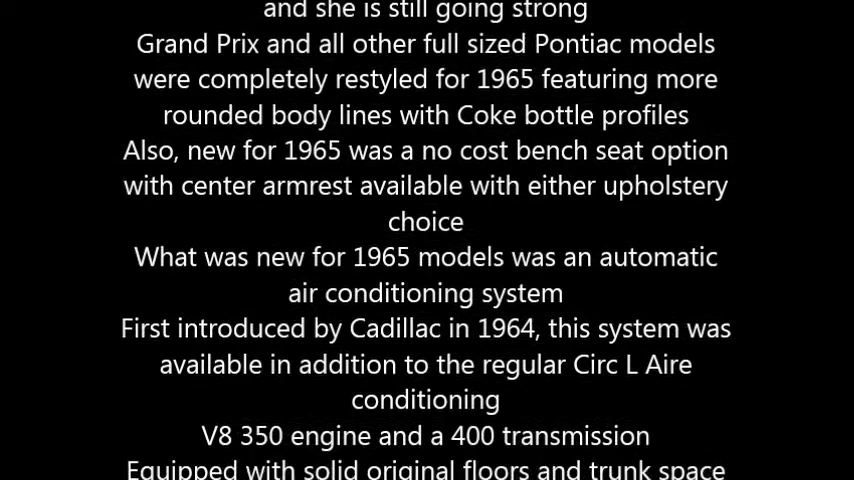 and she is still going strong
Grand Prix and all other full sized Pontiac models
were completely restyled for 1965 featuring more
rounded body lines with Coke bottle profiles
Also, new for 1965 was a no cost bench seat option
with center armrest available with either upholstery
choice
What was new for 1965 models was an automatic
air conditioning system
First introduced by Cadillac in 1964, this system was
available in addition to the regular Circ L Aire
conditioning
V8 350 engine and a 400 transmission
Equipped with solid original floors and trunk space